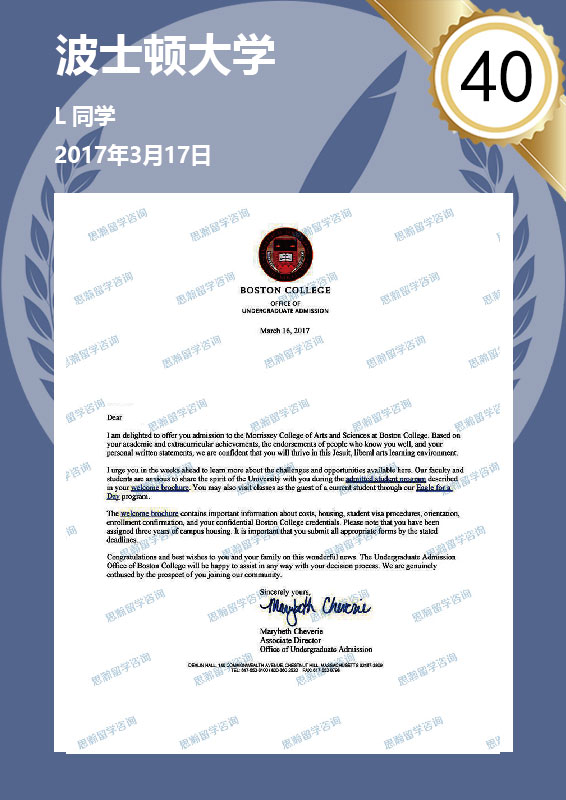 波士顿大学
40
L 同学
2017年3月17日
BOSTON COLLEGE
OFFICE OF
UNDERGRADUATE ADMISSION
March 16, 2017
Dear
I am delighted to offer you admission to the Morrissey College of Arts and Sciences at Boston College. Based on
your academic and extracurricular achievements, the endorsements of people who know you well, and your
personal written statements, we are confident that you will thrive in this Jesuit, liberal arts learning environment.
I urge you in the weeks ahead to learn more about the challenges and opportunities available here. Our faculty and
students are anxious to share the spirit of the University with you during the admitted student program described
in your welcome brochure. You may also visit classes as the guest of a current student through our Eagle for a
Day program.
The welcome brochure contains important information about costs, housing, student visa procedures, orientation,
enrollment confirmation, and your confidential Boston College credentials. Please note that you have been
assigned three years of campus housing. It is important that you submit all appropriate forms by the stated
deadlines.
Congratulations and best wishes to you and your family on this wonderful news. The Undergraduate Admission
Office of Boston College will be happy to assist in any way with your decision process. We are genuinely
enthused by the prospect of you joining our community.
Sincerely yours,
Marybeth Cheverie
Marybeth Cheverie
Associate Director
Office of Undergraduate Admission
DEVLIN HALL, 140 COMMONWEALTH AVENUE, CHESTNUT HILL, MASSACHUSETTS 02467-3809
思瀚留学咨询